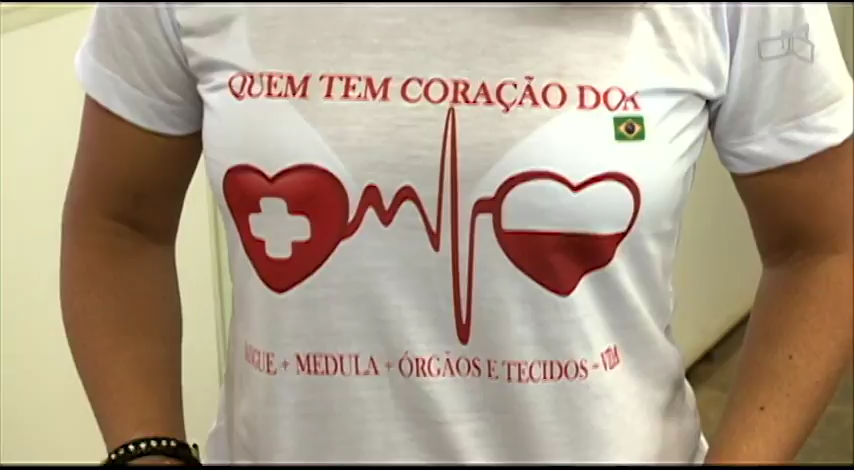 QUEM TEM CORAÇÃO DOA
MEDULA + ÓRGÃOS E TECIDOS = VIDA